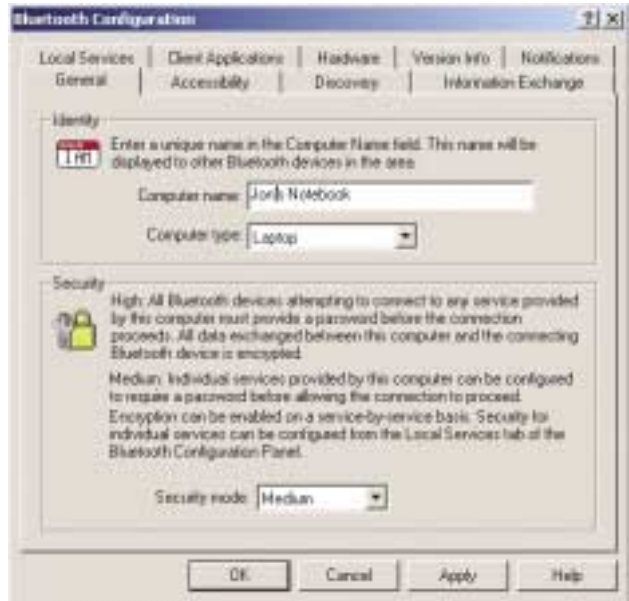 Bluetooth Configuration
Local Services Client Applications Hardware Version Info Notifications
General Accessibility Discovery Information Exchange
Identity
I AM
Enter a unique name in the Computer Name field. This name will be
displayed to other Bluetooth devices in the area.
Computer name: Jon's Notebook
Computer type: Laptop
Security
High: All Bluetooth devices attempting to connect to any service provided
by this computer must provide a password before the connection
proceeds. All data exchanged between this computer and the connecting
Bluetooth device is encrypted.
Medium: Individual services provided by this computer can be configured
to require a password before allowing the connection to proceed.
Encryption can be enabled on a service-by-service basis. Security for
individual services can be configured from the Local Services tab of the
Bluetooth Configuration Panel.
Security mode: Medium
OK Cancel Apply Help